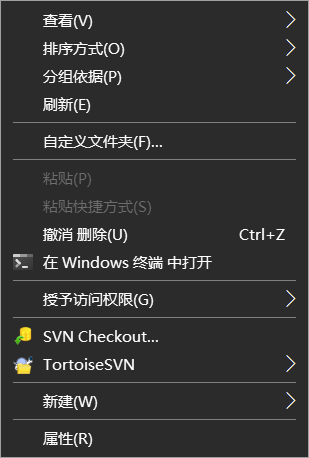 查看(V)
排序方式(O)
分组依据(P)
刷新(E)
自定义文件夹(F)...
粘贴(P)
粘贴快捷方式(S)
撤消 删除(U) Ctrl+Z
在 Windows 终端 中打开
授予访问权限(G)
SVN Checkout...
TortoiseSVN
新建(W)
属性(R)